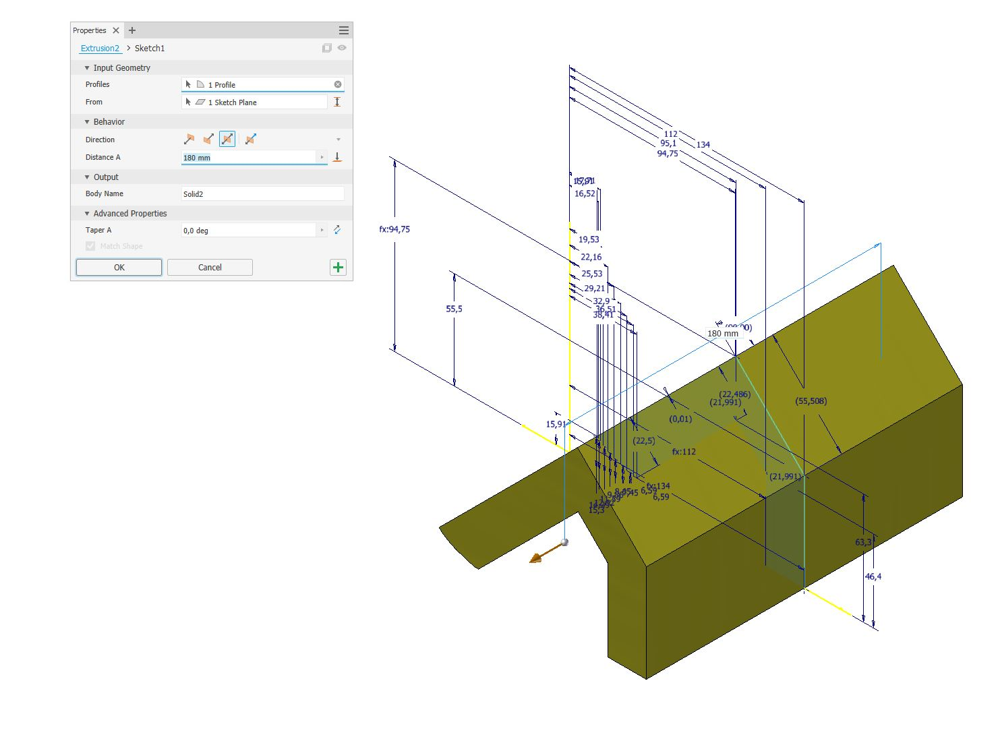 Properties
Extrusion2 > Sketch1
Input Geometry
Profiles
1 Profile
From
1 Sketch Plane
Behavior
Direction
Distance A
180 mm
Output
Body Name
Solid2
Advanced Properties
Taper A
0,0 deg
Match Shape
OK
Cancel
112
134
95,1
94,75
16,52
fx:94,75
19,53
22,16
25,53
29,21
32,9
36,51
38,41
55,5
180 mm
(22,486)
(21,991)
(55,508)
(0,01)
15,91
(22,5)
fx:112
(21,991)
fx:134
6,59
6,59
15,3
63,3
46,4